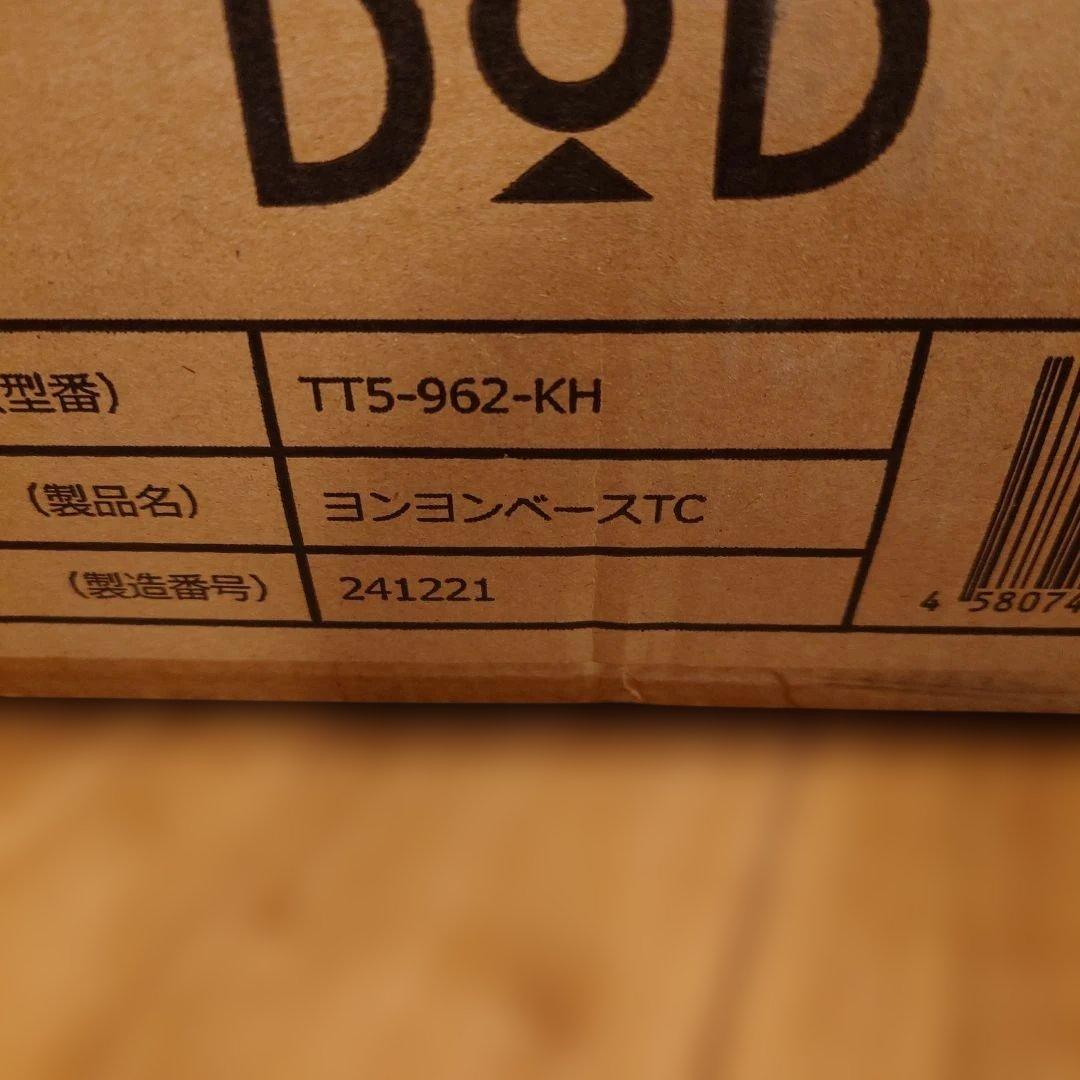 DOD
型番) TT5-962-KH
(製品名) ヨンヨンベースTC
(製造番号) 241221
4 58074